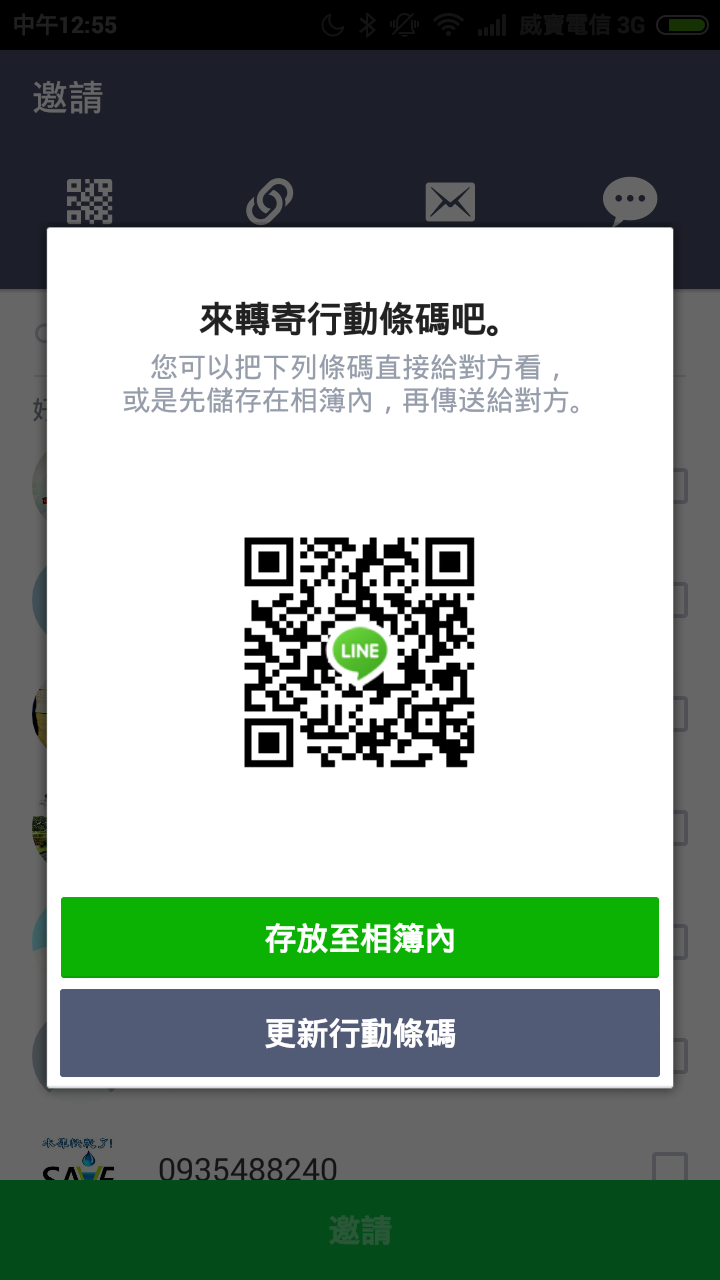 中午12:55
威寶電信 3G
邀請
來轉寄行動條碼吧。
您可以把下列條碼直接給對方看，
或是先儲存在相簿內，再傳送給對方。
好
LINE
存放至相簿內
更新行動條碼
SAVE
0935488240
邀請